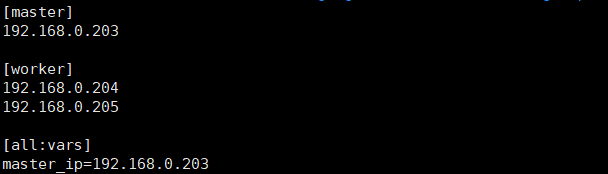 [master]
192.168.0.203
[worker]
192.168.0.204
192.168.0.205
[all:vars]
master_ip=192.168.0.203